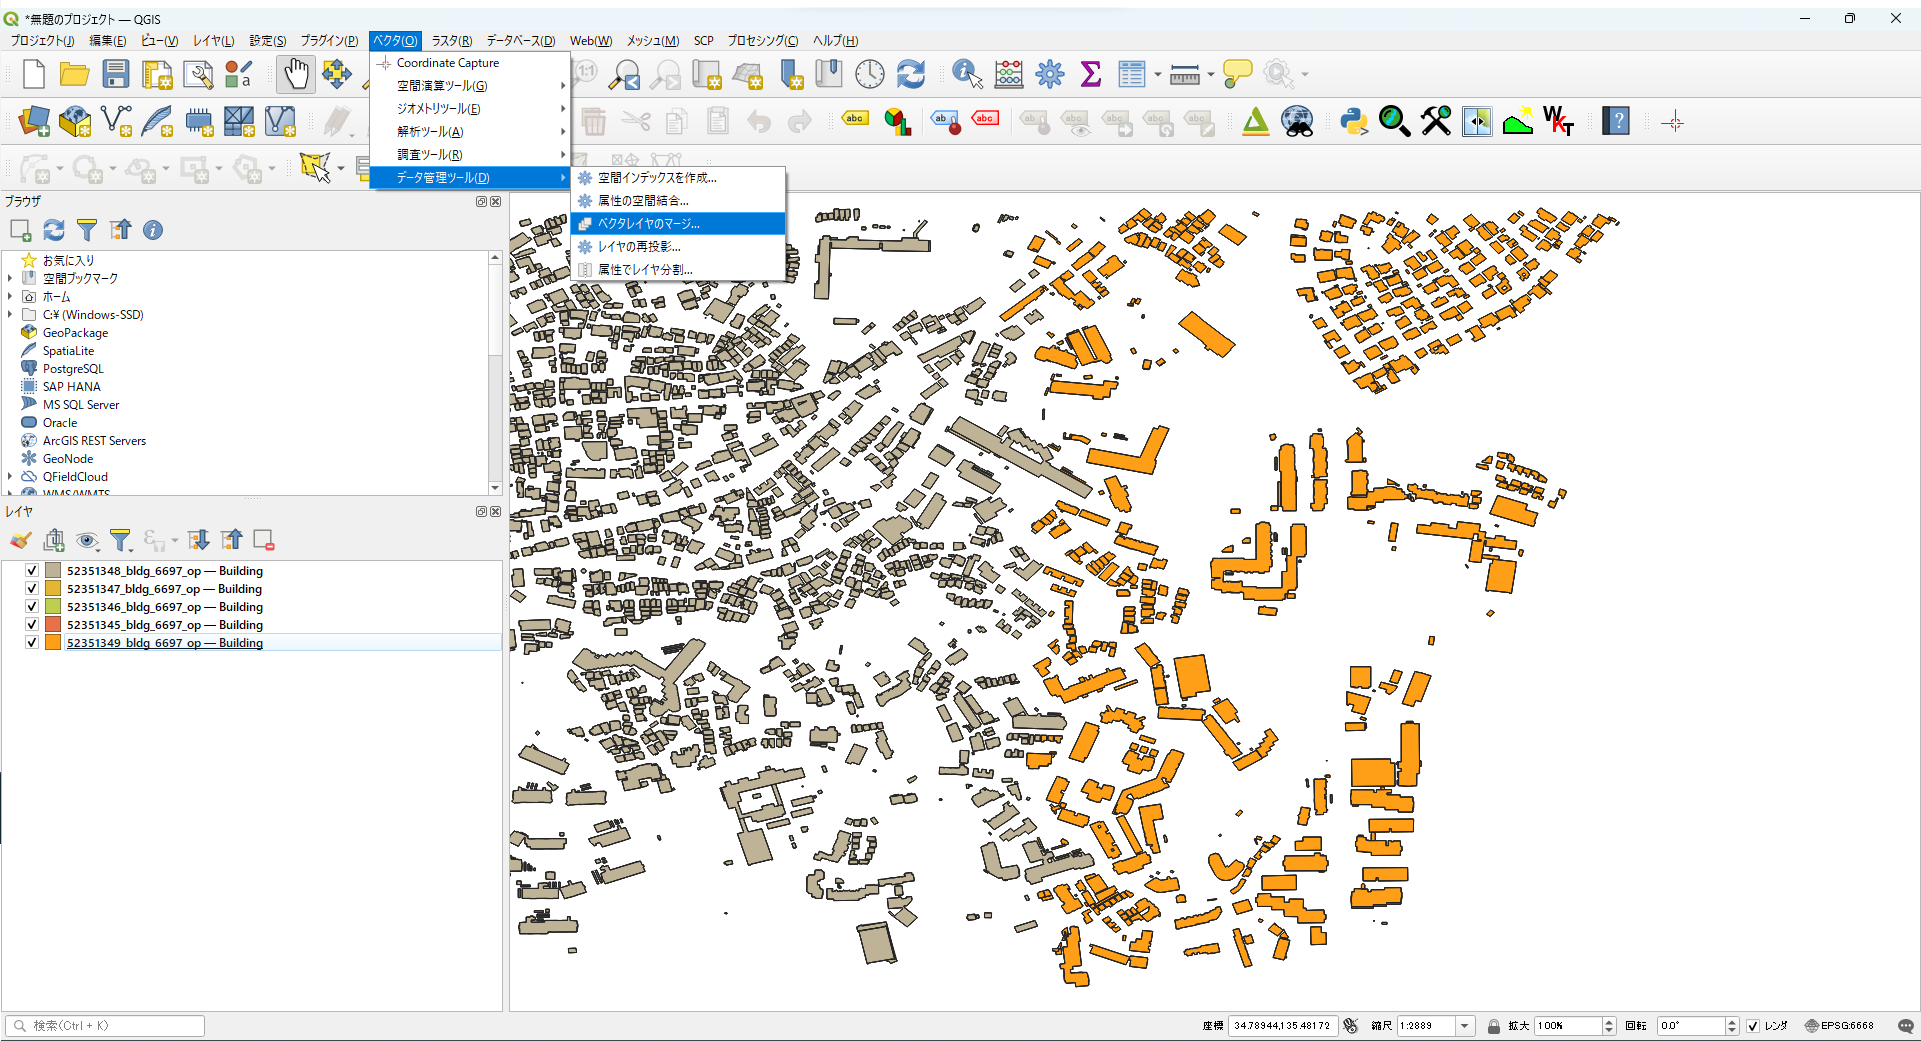 *無題のプロジェクト — QGIS
プロジェクト(J) 編集(E) ビュー(V) レイヤ(L) 設定(S) プラグイン(P) ベクタ(O) ラスタ(R) データベース(D) Web(W) メッシュ(M) SCP プロセシング(C) ヘルプ(H)
Coordinate Capture
空間演算ツール(G)
ジオメトリツール(E)
解析ツール(A)
調査ツール(R)
データ管理ツール(D)
空間インデックスを作成...
属性の空間結合...
ベクタレイヤのマージ...
レイヤの再投影...
属性でレイヤ分割...
ブラウザ
お気に入り
空間ブックマーク
ホーム
C:¥ (Windows-SSD)
GeoPackage
SpatiaLite
PostgreSQL
SAP HANA
MS SQL Server
Oracle
ArcGIS REST Servers
GeoNode
QFieldCloud
WMS/WMTS
レイヤ
52351348_bldg_6697_op — Building
52351347_bldg_6697_op — Building
52351346_bldg_6697_op — Building
52351345_bldg_6697_op — Building
52351349_bldg_6697_op — Building
検索(Ctrl + K)
座標 34.78944,135.48172 縮尺 1:2889 拡大 100% 回転 0.0° レンダ EPSG:6668